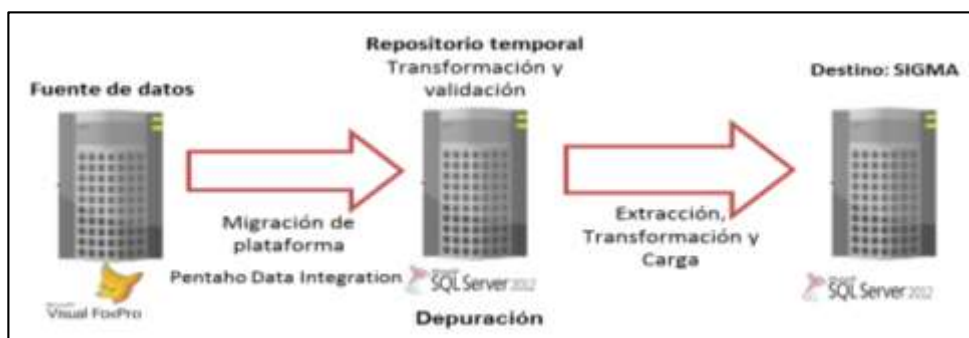 Fuente de datos
Visual FoxPro
Migración de
plataforma
Pentaho Data Integration
Repositorio temporal
Transformación y
validación
SQL Server 2012
Depuración
Extracción,
Transformación y
Carga
Destino: SIGMA
SQL Server 2012